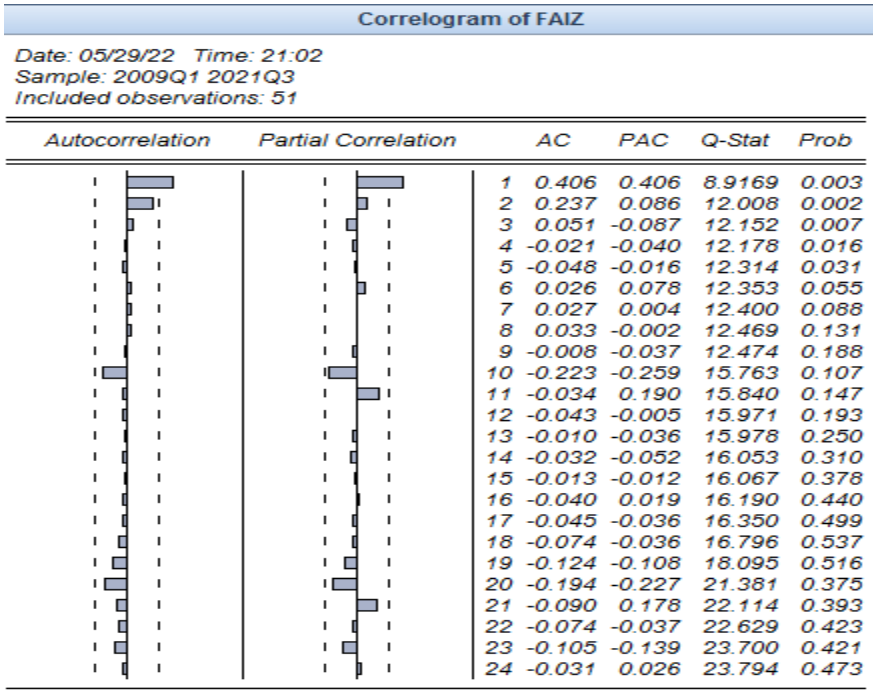 Correlogram of FAIZ
Date: 05/29/22 Time: 21:02
Sample: 2009Q1 2021Q3
Included observations: 51
Autocorrelation Partial Correlation AC PAC Q-Stat Prob
1 0.406 0.406 8.9169 0.003
2 0.237 0.086 12.008 0.002
3 0.051 -0.087 12.152 0.007
4 -0.021 -0.040 12.178 0.016
5 -0.048 -0.016 12.314 0.031
6 0.026 0.078 12.353 0.055
7 0.027 0.004 12.400 0.088
8 0.033 -0.002 12.469 0.131
9 -0.008 -0.037 12.474 0.188
10 -0.223 -0.259 15.763 0.107
11 -0.034 0.190 15.840 0.147
12 -0.043 -0.005 15.971 0.193
13 -0.010 -0.036 15.978 0.250
14 -0.032 -0.052 16.053 0.310
15 -0.013 -0.012 16.067 0.378
16 -0.040 0.019 16.190 0.440
17 -0.045 -0.036 16.350 0.499
18 -0.074 -0.036 16.796 0.537
19 -0.124 -0.108 18.095 0.516
20 -0.194 -0.227 21.381 0.375
21 -0.090 0.178 22.114 0.393
22 -0.074 -0.037 22.629 0.423
23 -0.105 -0.139 23.700 0.421
24 -0.031 0.026 23.794 0.473